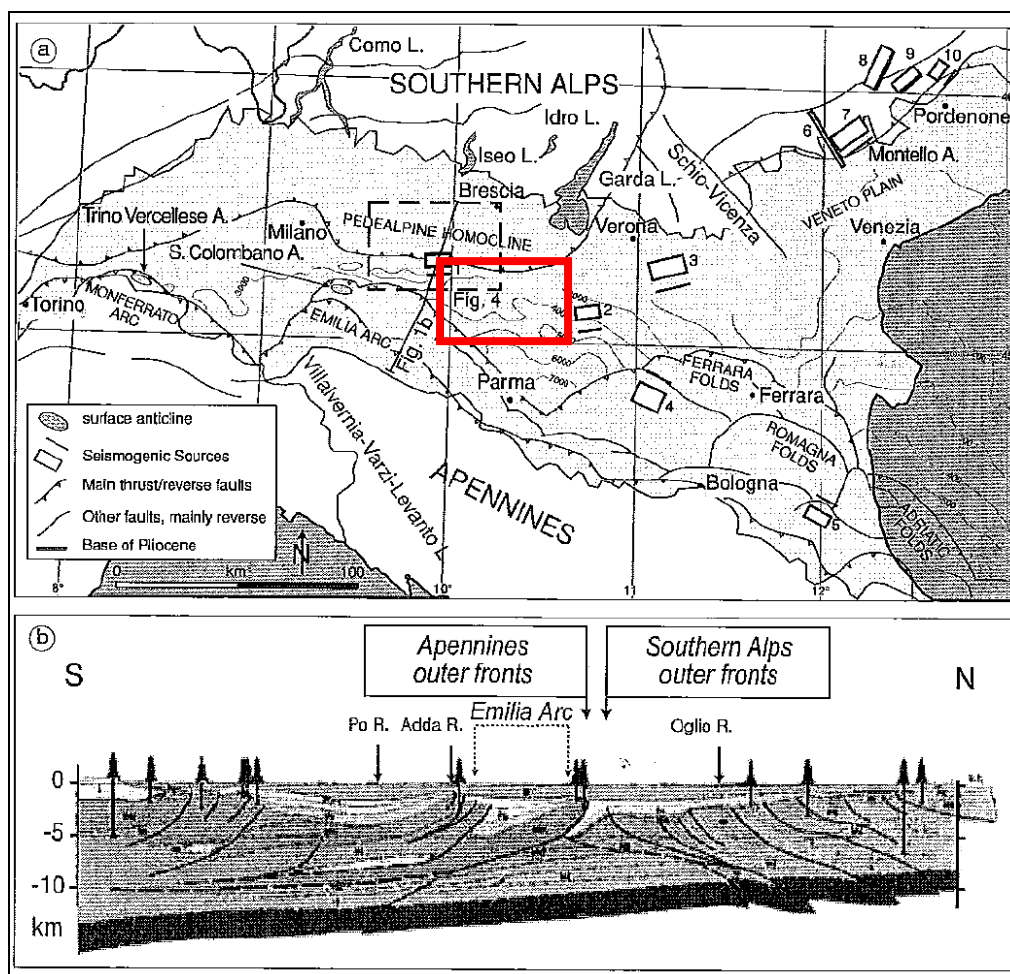 a
Como L.
SOUTHERN ALPS
Idro L.
Iseo L.
Garda L.
Brescia
Schio-Vicenza
8
9
10
Pordenone
6
7
Montello A.
VENETO PLAIN
Venezia
Trino Vercellese A.
Milano
PEDEALPINE HOMOCLINE
Verona
S. Colombano A.
3
Torino
MONFERRATO
ARC
EMILIA ARC
Fig. 4
2
Fig. 1b
6000
7000
Parma
FERRARA
FOLDS
Ferrara
4
Villalvernia-Varzi-Levanto L.
APENNINES
ROMAGNA
FOLDS
Bologna
5
ADRIATIC
FOLDS
surface anticline
Seismogenic Sources
Main thrust/reverse faults
Other faults, mainly reverse
Base of Pliocene
N
0 km 100
8°
10°
11
12°
b
S
Apennines
outer fronts
Southern Alps
outer fronts
N
Po R.
Adda R.
Emilia Arc
Oglio R.
0
-5
-10
km